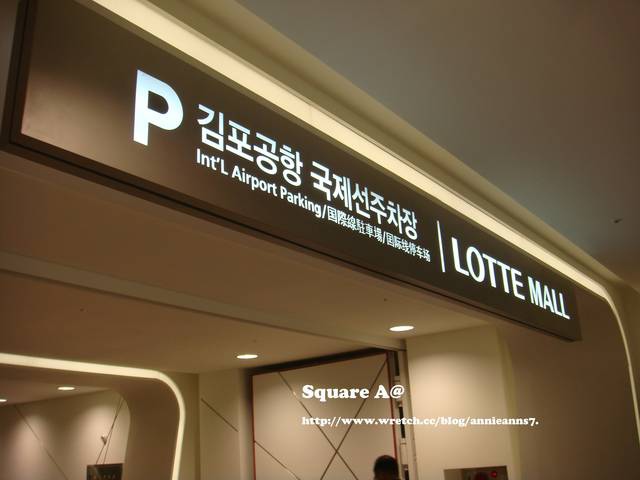 P 김포공항 국제선주차장
Int'L Airport Parking/国際線駐車場/国际线停车场
LOTTE MALL
Square A@
http://www.wretch.cc/blog/annieanns7.